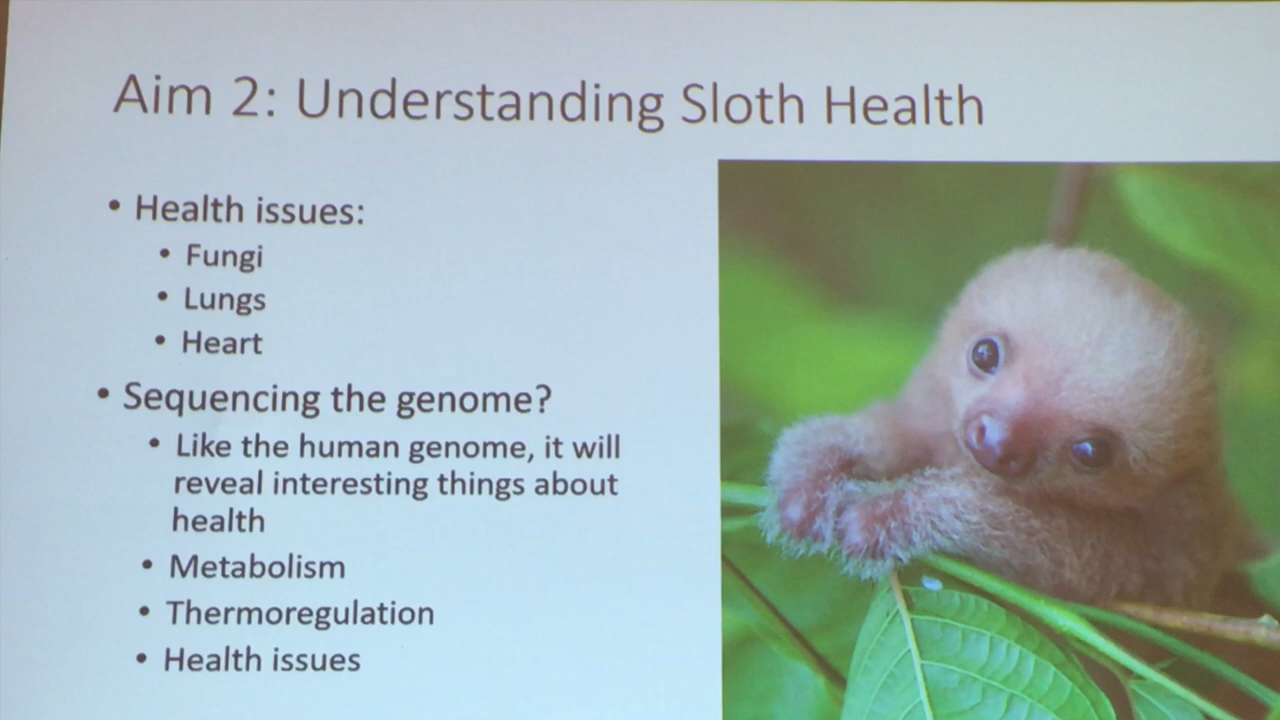 Aim 2: Understanding Sloth Health
• Health issues:
• Fungi
• Lungs
• Heart
• Sequencing the genome?
• Like the human genome, it will
reveal interesting things about
health
• Metabolism
• Thermoregulation
• Health issues